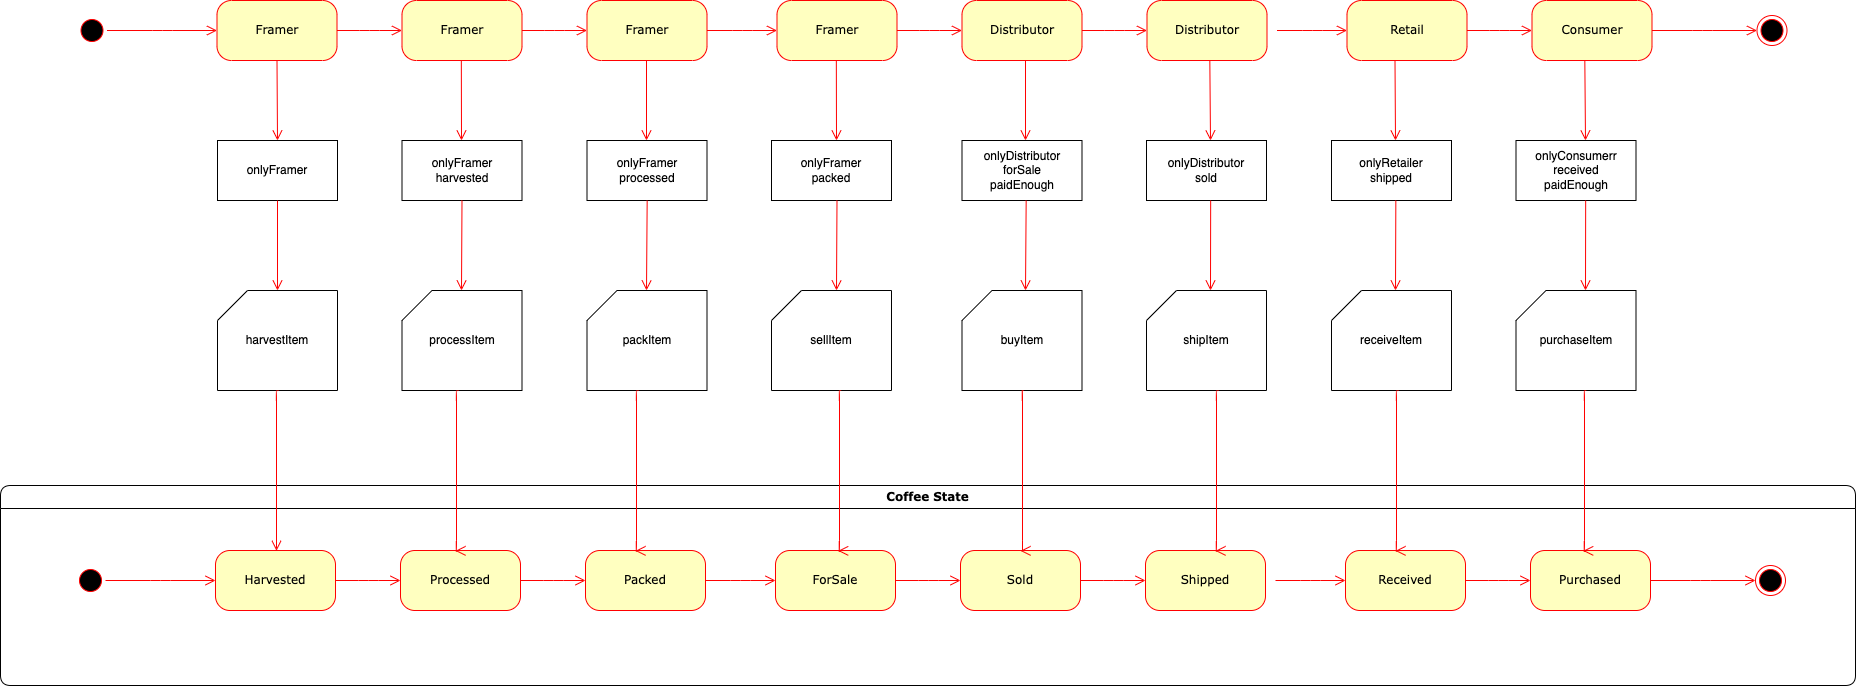 Framer
Framer
Framer
Framer
Distributor
Distributor
Retail
Consumer
onlyFramer
onlyFramer
harvested
onlyFramer
processed
onlyFramer
packed
onlyDistributor
forSale
paidEnough
onlyDistributor
sold
onlyRetailer
shipped
onlyConsumerr
received
paidEnough
harvestItem
processItem
packItem
sellItem
buyItem
shipItem
receiveItem
purchaseItem
Coffee State
Harvested
Processed
Packed
ForSale
Sold
Shipped
Received
Purchased